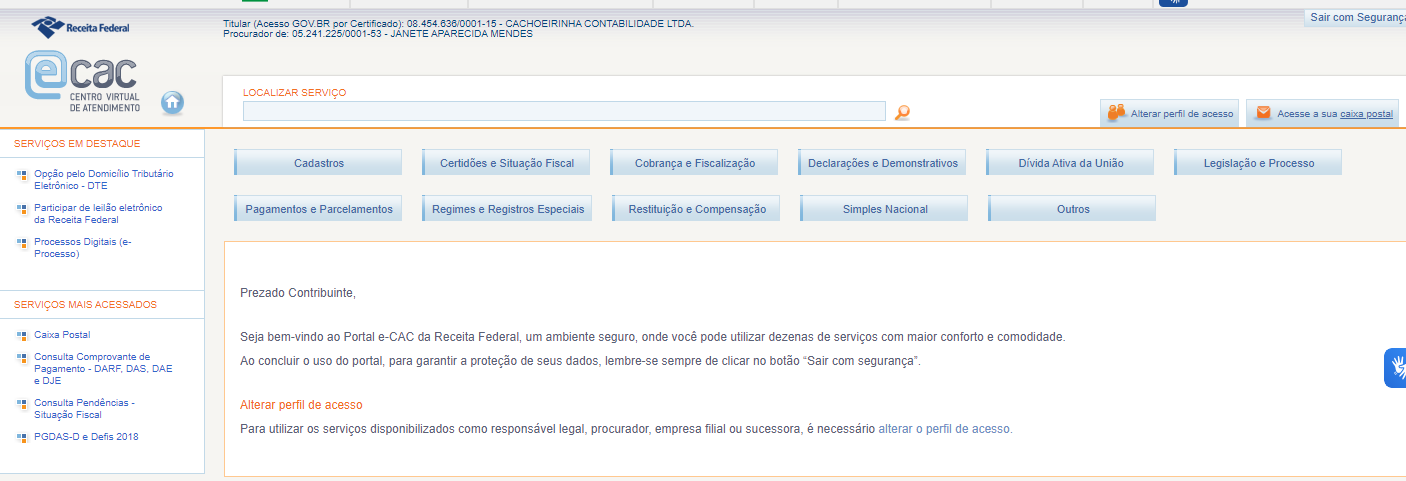 Receita Federal
Titular (Acesso GOV.BR por Certificado): 08.454.636/0001-15 - CACHOEIRINHA CONTABILIDADE LTDA.
Procurador de: 05.241.225/0001-53 - JANETE APARECIDA MENDES
Sair com Seguranç
ecac
CENTRO VIRTUAL
DE ATENDIMENTO
LOCALIZAR SERVIÇO
Alterar perfil de acesso
Acesse a sua caixa postal
SERVIÇOS EM DESTAQUE
Opção pelo Domicílio Tributário
Eletrônico - DTE
Participar de leilão eletrônico
da Receita Federal
Processos Digitais (e-
Processo)
SERVIÇOS MAIS ACESSADOS
Caixa Postal
Consulta Comprovante de
Pagamento - DARF, DAS, DAE
e DJE
Consulta Pendências -
Situação Fiscal
PGDAS-D e Defis 2018
Cadastros
Certidões e Situação Fiscal
Cobrança e Fiscalização
Declarações e Demonstrativos
Dívida Ativa da União
Legislação e Processo
Pagamentos e Parcelamentos
Regimes e Registros Especiais
Restituição e Compensação
Simples Nacional
Outros
Prezado Contribuinte,
Seja bem-vindo ao Portal e-CAC da Receita Federal, um ambiente seguro, onde você pode utilizar dezenas de serviços com maior conforto e comodidade.
Ao concluir o uso do portal, para garantir a proteção de seus dados, lembre-se sempre de clicar no botão “Sair com segurança”.
Alterar perfil de acesso
Para utilizar os serviços disponibilizados como responsável legal, procurador, empresa filial ou sucessora, é necessário alterar o perfil de acesso.